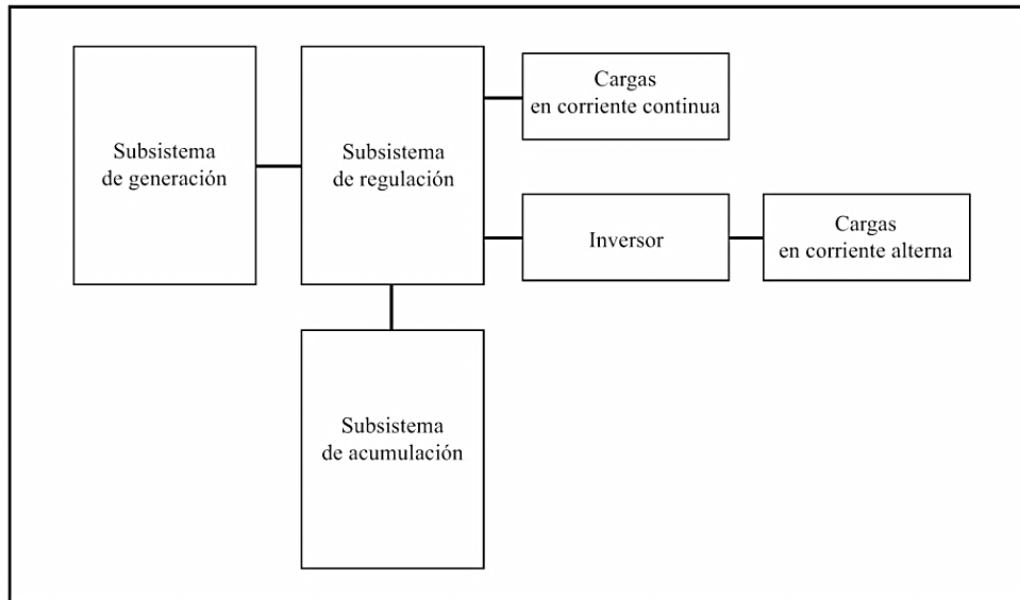 Subsistema
de generación
Subsistema
de regulación
Cargas
en corriente continua
Inversor
Cargas
en corriente alterna
Subsistema
de acumulación